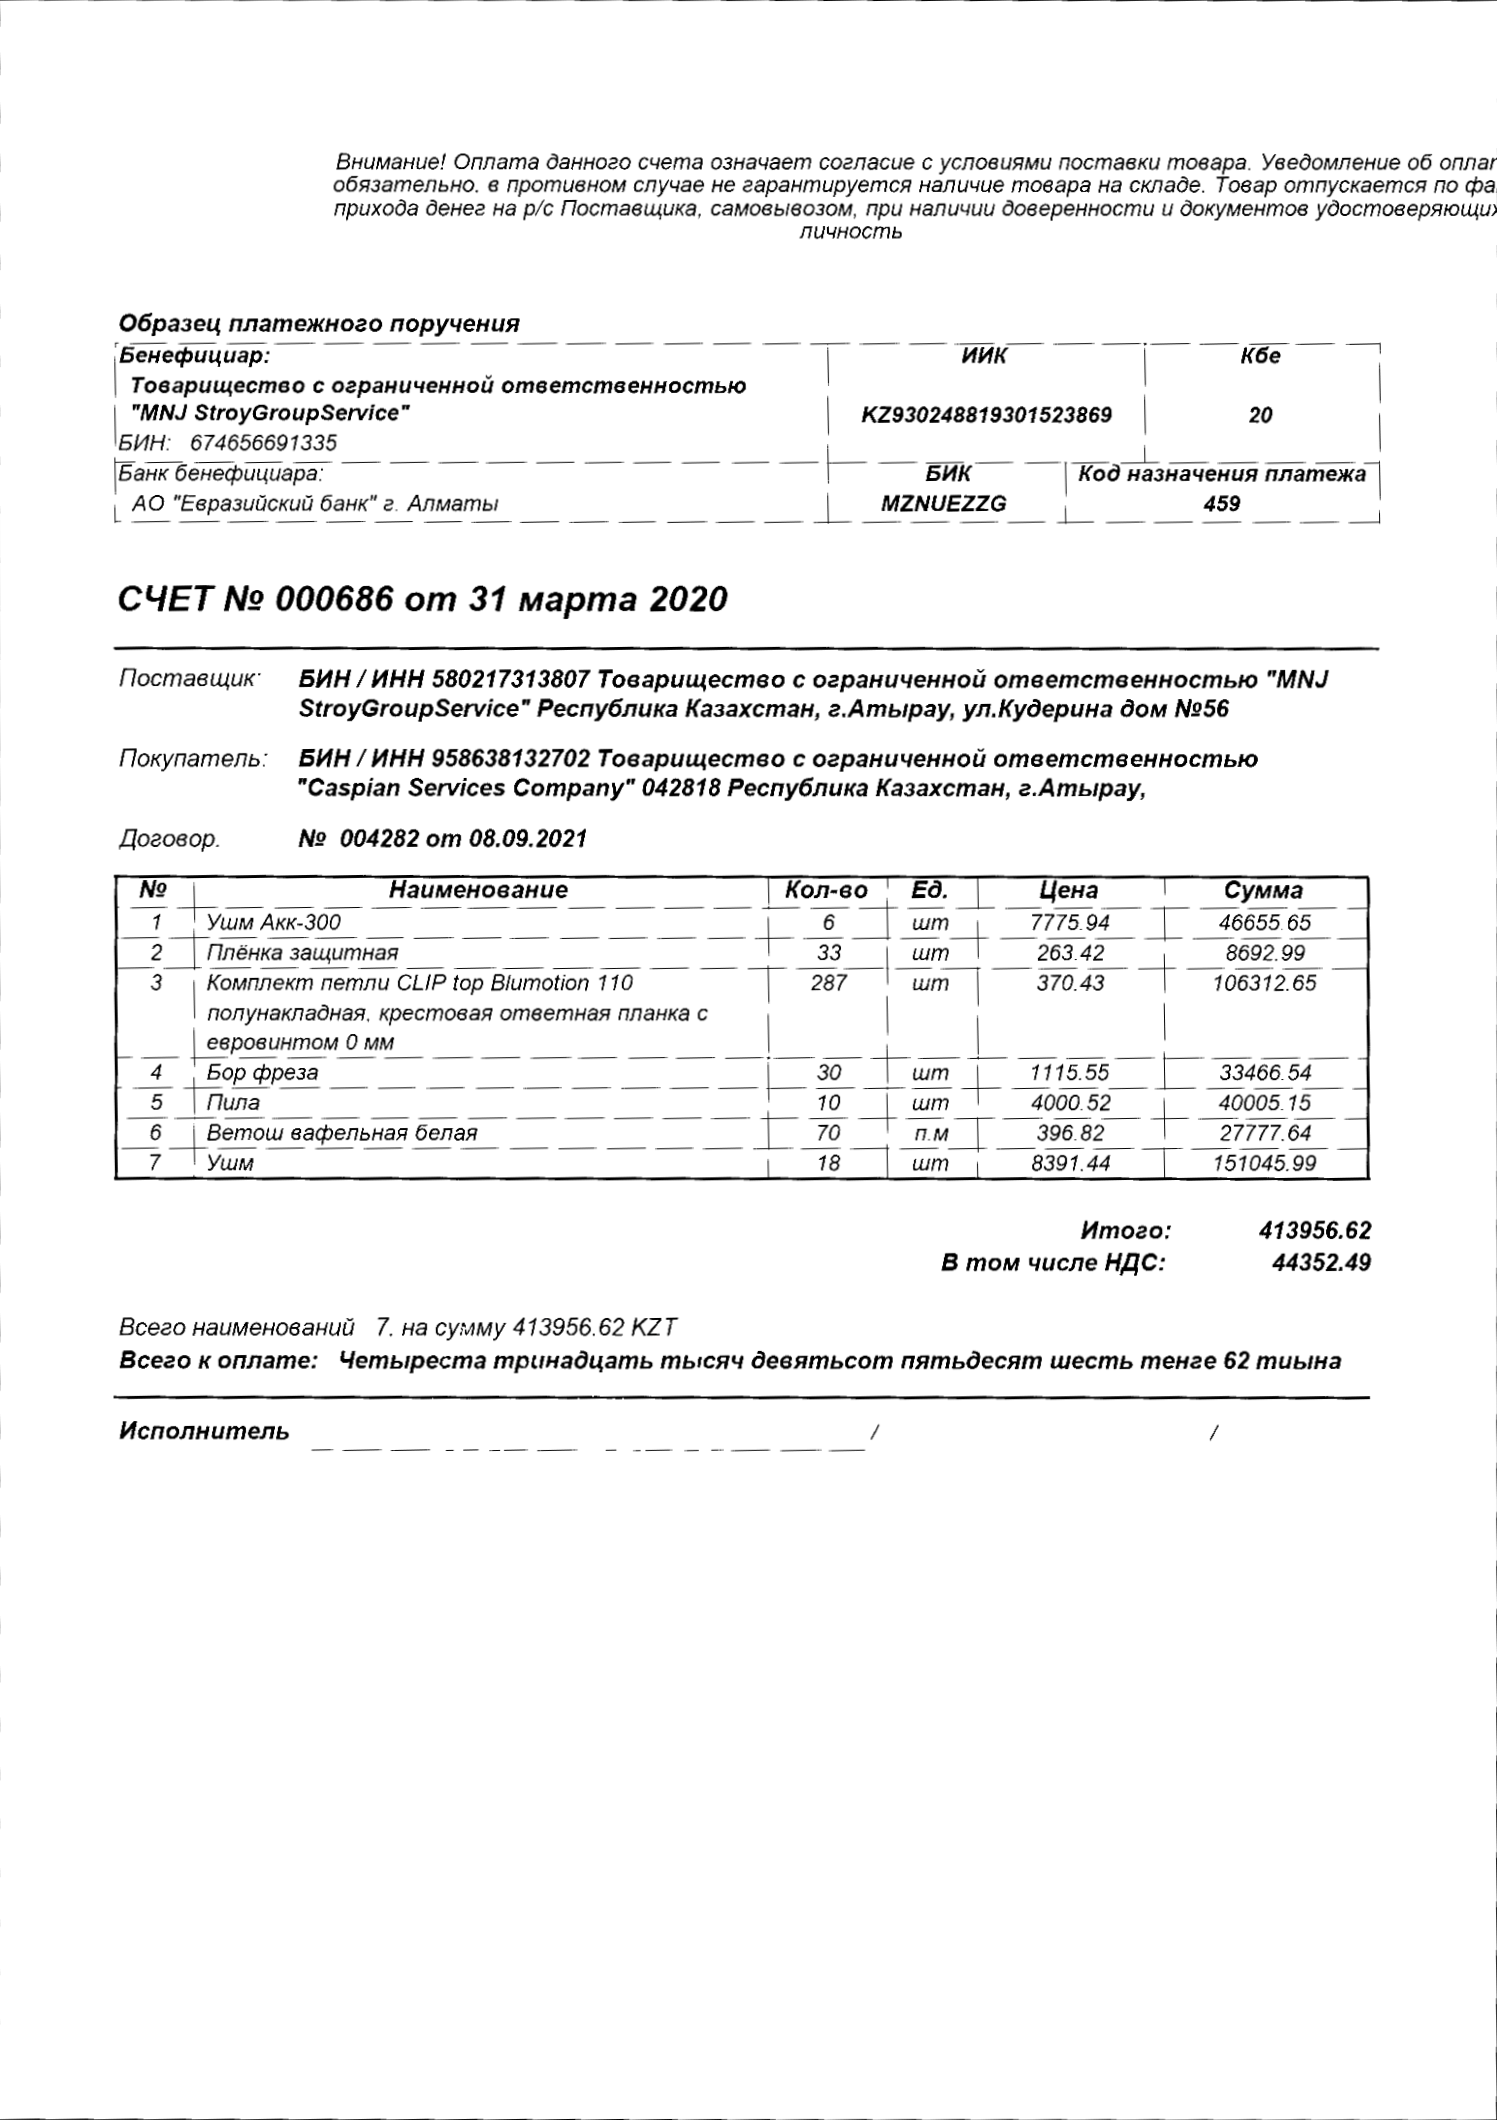 Внимание! Оплата данного счета означает согласие с условиями поставки товара. Уведомление об
обязательно. в противном случае не гарантируется наличие товара на складе. Товар отпускается по
прихода денег на р/с Поставщика, самовывозом, при наличии доверенности и документов удостоверяющих
личность
Образец платежного поручения
Бенефициар: ИИК Кбе
Товарищество с ограниченной ответственностью
"MNJ StroyGroupService" KZ930248819301523869 20
БИН: 674656691335
Банк бенефициара: БИК Код назначения платежа
АО "Евразийский банк" г. Алматы MZNUEZZG 459
СЧЕТ № 000686 от 31 марта 2020
Поставщик: БИН / ИНН 580217313807 Товарищество с ограниченной ответственностью "MNJ
StroyGroupService" Республика Казахстан, г.Атырау, ул.Кудерина дом №56
Покупатель: БИН / ИНН 958638132702 Товарищество с ограниченной ответственностью
"Caspian Services Company" 042818 Республика Казахстан, г.Атырау,
Договор. № 004282 от 08.09.2021
№ Наименование Кол-во Ед. Цена Сумма
1 Ушм Акк-300 6 шт 7775.94 46655.65
2 Плёнка защитная 33 шт 263.42 8692.99
3 Комплект петли CLIP top Blumotion 110 287 шт 370.43 106312.65
полунакладная, крестовая ответная планка с
евровинтом 0 мм
4 Бор фреза 30 шт 1115.55 33466.54
5 Пила 10 шт 4000.52 40005.15
6 Ветош вафельная белая 70 п.м 396.82 27777.64
7 Ушм 18 шт 8391.44 151045.99
Итого: 413956.62
В том числе НДС: 44352.49
Всего наименований 7. на сумму 413956.62 KZT
Всего к оплате: Четыреста тринадцать тысяч девятьсот пятьдесят шесть тенге 62 тиына
Исполнитель / /